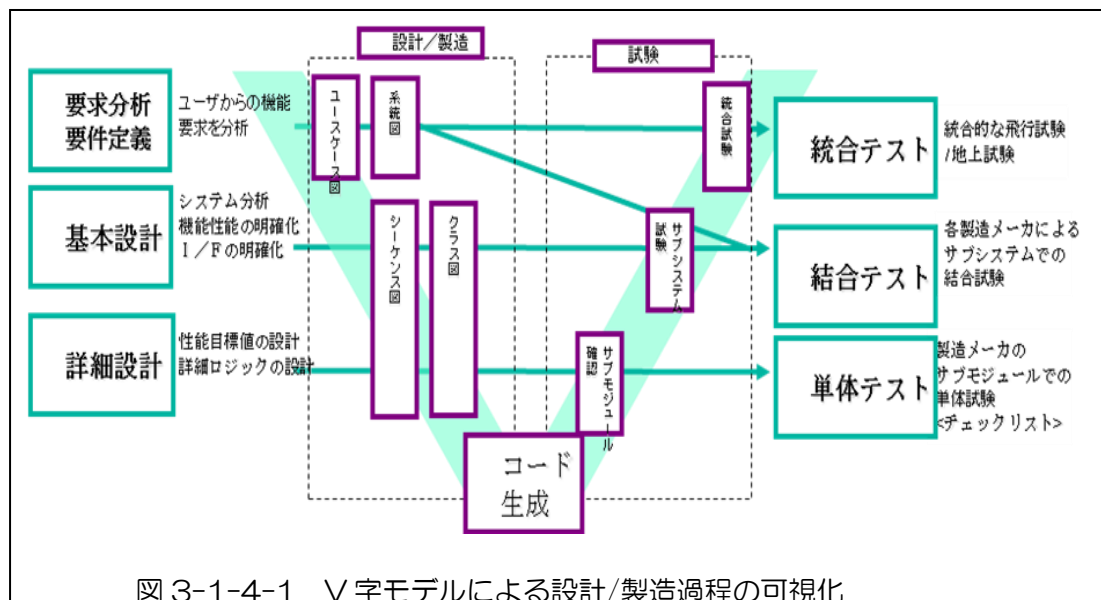 設計／製造
試験
要求分析
要件定義
ユーザからの機能
要求を分析
ユースケース図
系統図
統合試験
統合テスト
統合的な飛行試験
/地上試験
基本設計
システム分析
機能性能の明確化
Ｉ／Ｆの明確化
シーケンス図
クラス図
サブシステム
試験
結合テスト
各製造メーカによる
サブシステムでの
結合試験
詳細設計
性能目標値の設計
詳細ロジックの設計
サブモジュール
確認
単体テスト
製造メーカの
サブモジュールでの
単体試験
<チェックリスト>
コード
生成
図 3-1-4-1　V 字モデルによる設計/製造過程の可視化